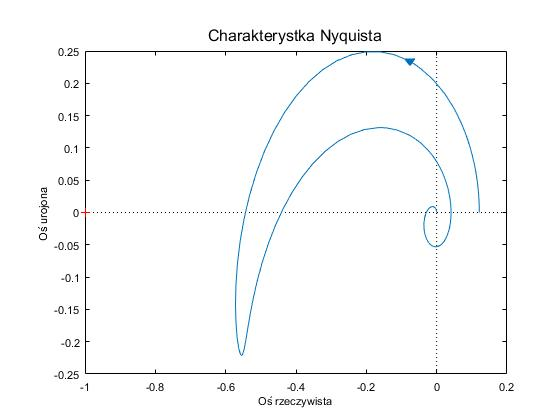 Charakterystka Nyquista
0.25
0.2
0.15
0.1
0.05
0
-0.05
-0.1
-0.15
-0.2
-0.25
Oś urojona
-1 -0.8 -0.6 -0.4 -0.2 0 0.2
Oś rzeczywista